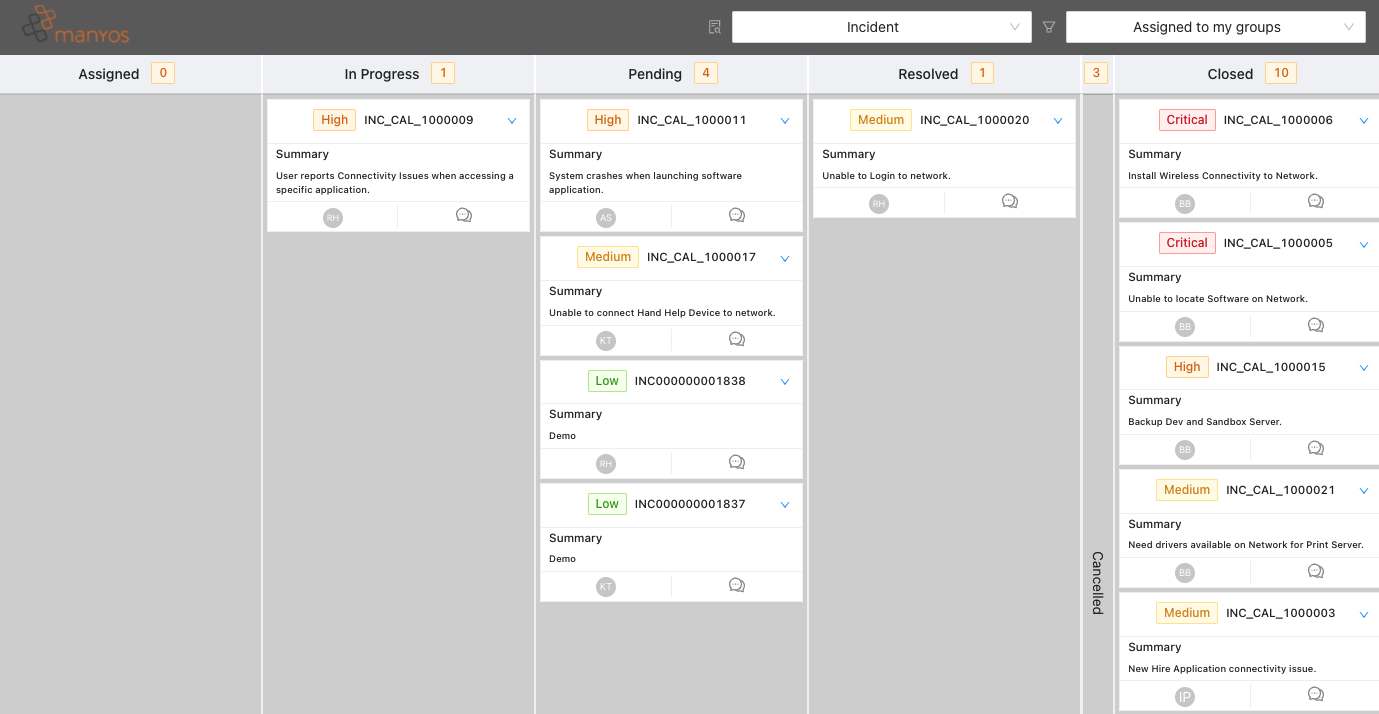 manyos
Incident
Assigned to my groups
Assigned 0
In Progress 1
Pending 4
Resolved 1
3
Cancelled
Closed 10
High INC_CAL_1000009
Summary
User reports Connectivity Issues when accessing a
specific application.
RH
High INC_CAL_1000011
Summary
System crashes when launching software
application.
AS
Medium INC_CAL_1000017
Summary
Unable to connect Hand Help Device to network.
KT
Low INC000000001838
Summary
Demo
RH
Low INC000000001837
Summary
Demo
KT
Medium INC_CAL_1000020
Summary
Unable to Login to network.
RH
Critical INC_CAL_1000006
Summary
Install Wireless Connectivity to Network.
BB
Critical INC_CAL_1000005
Summary
Unable to locate Software on Network.
BB
High INC_CAL_1000015
Summary
Backup Dev and Sandbox Server.
BB
Medium INC_CAL_1000021
Summary
Need drivers available on Network for Print Server.
BB
Medium INC_CAL_1000003
Summary
New Hire Application connectivity issue.
IP